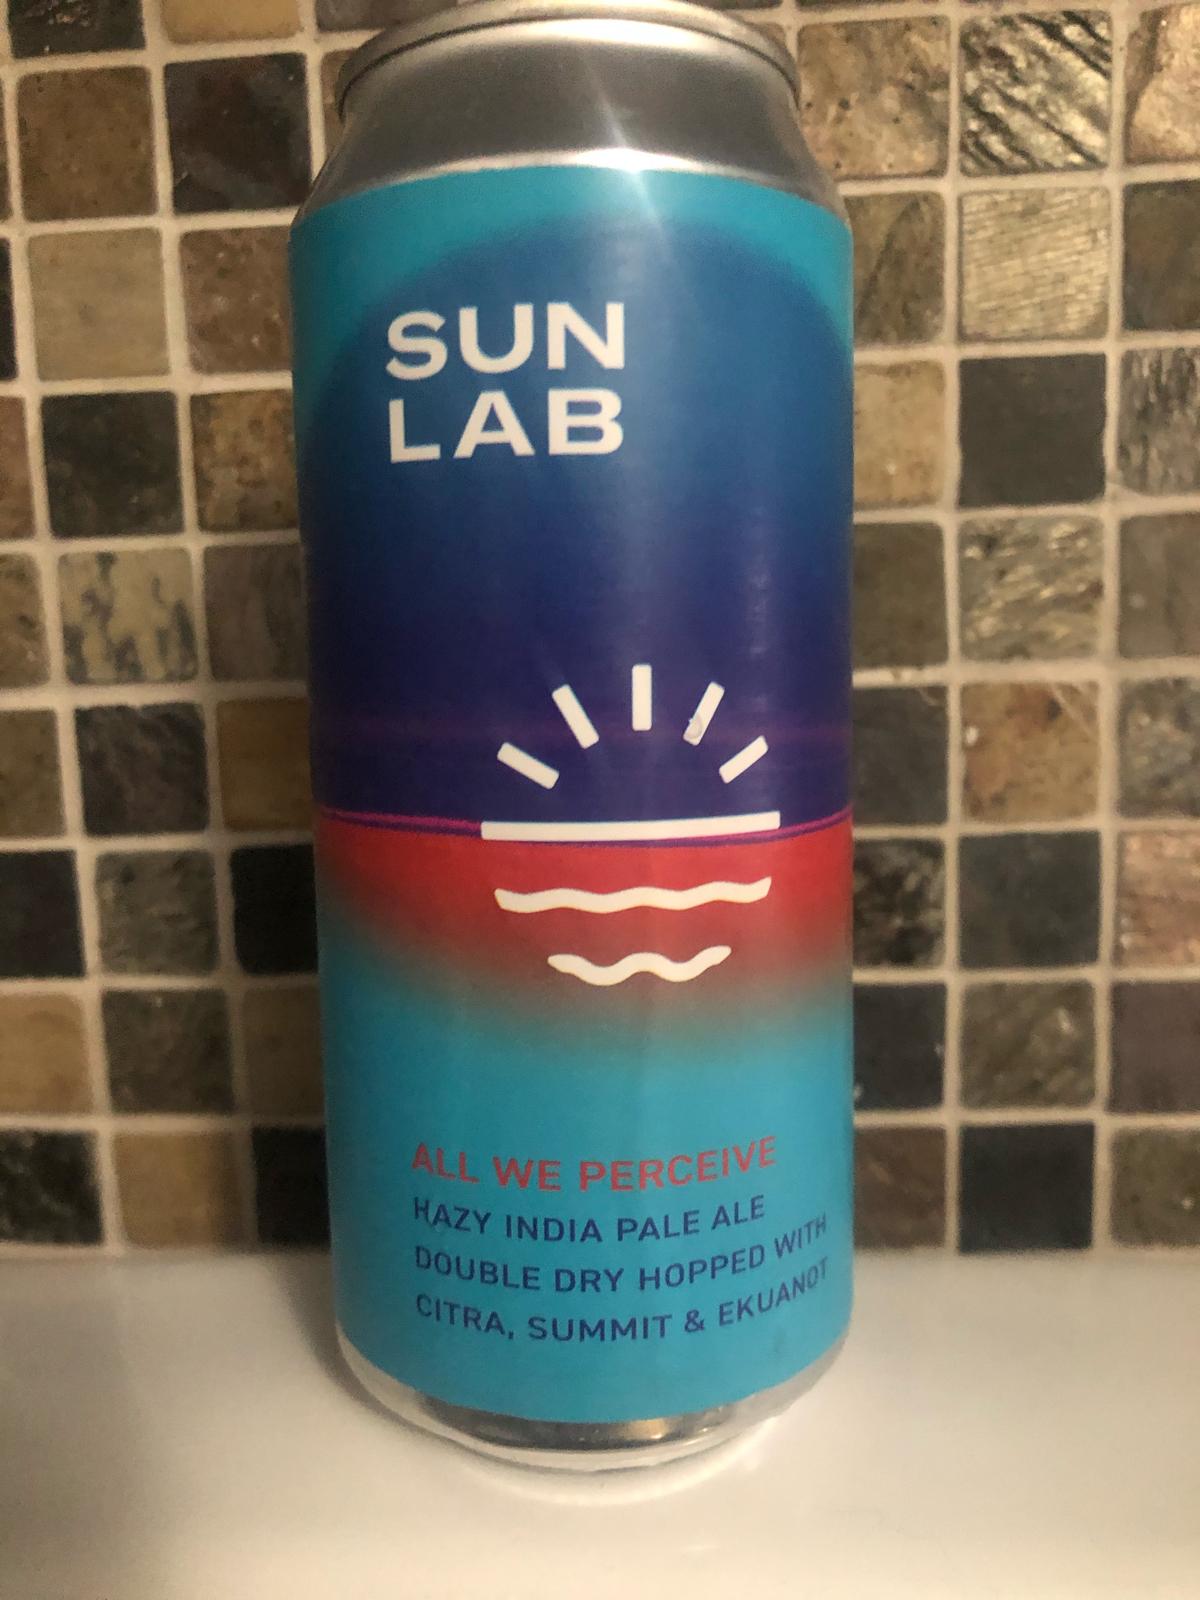 SUN
LAB
ALL WE PERCEIVE
HAZY INDIA PALE ALE
DOUBLE DRY HOPPED WITH
CITRA, SUMMIT & EKUANOT